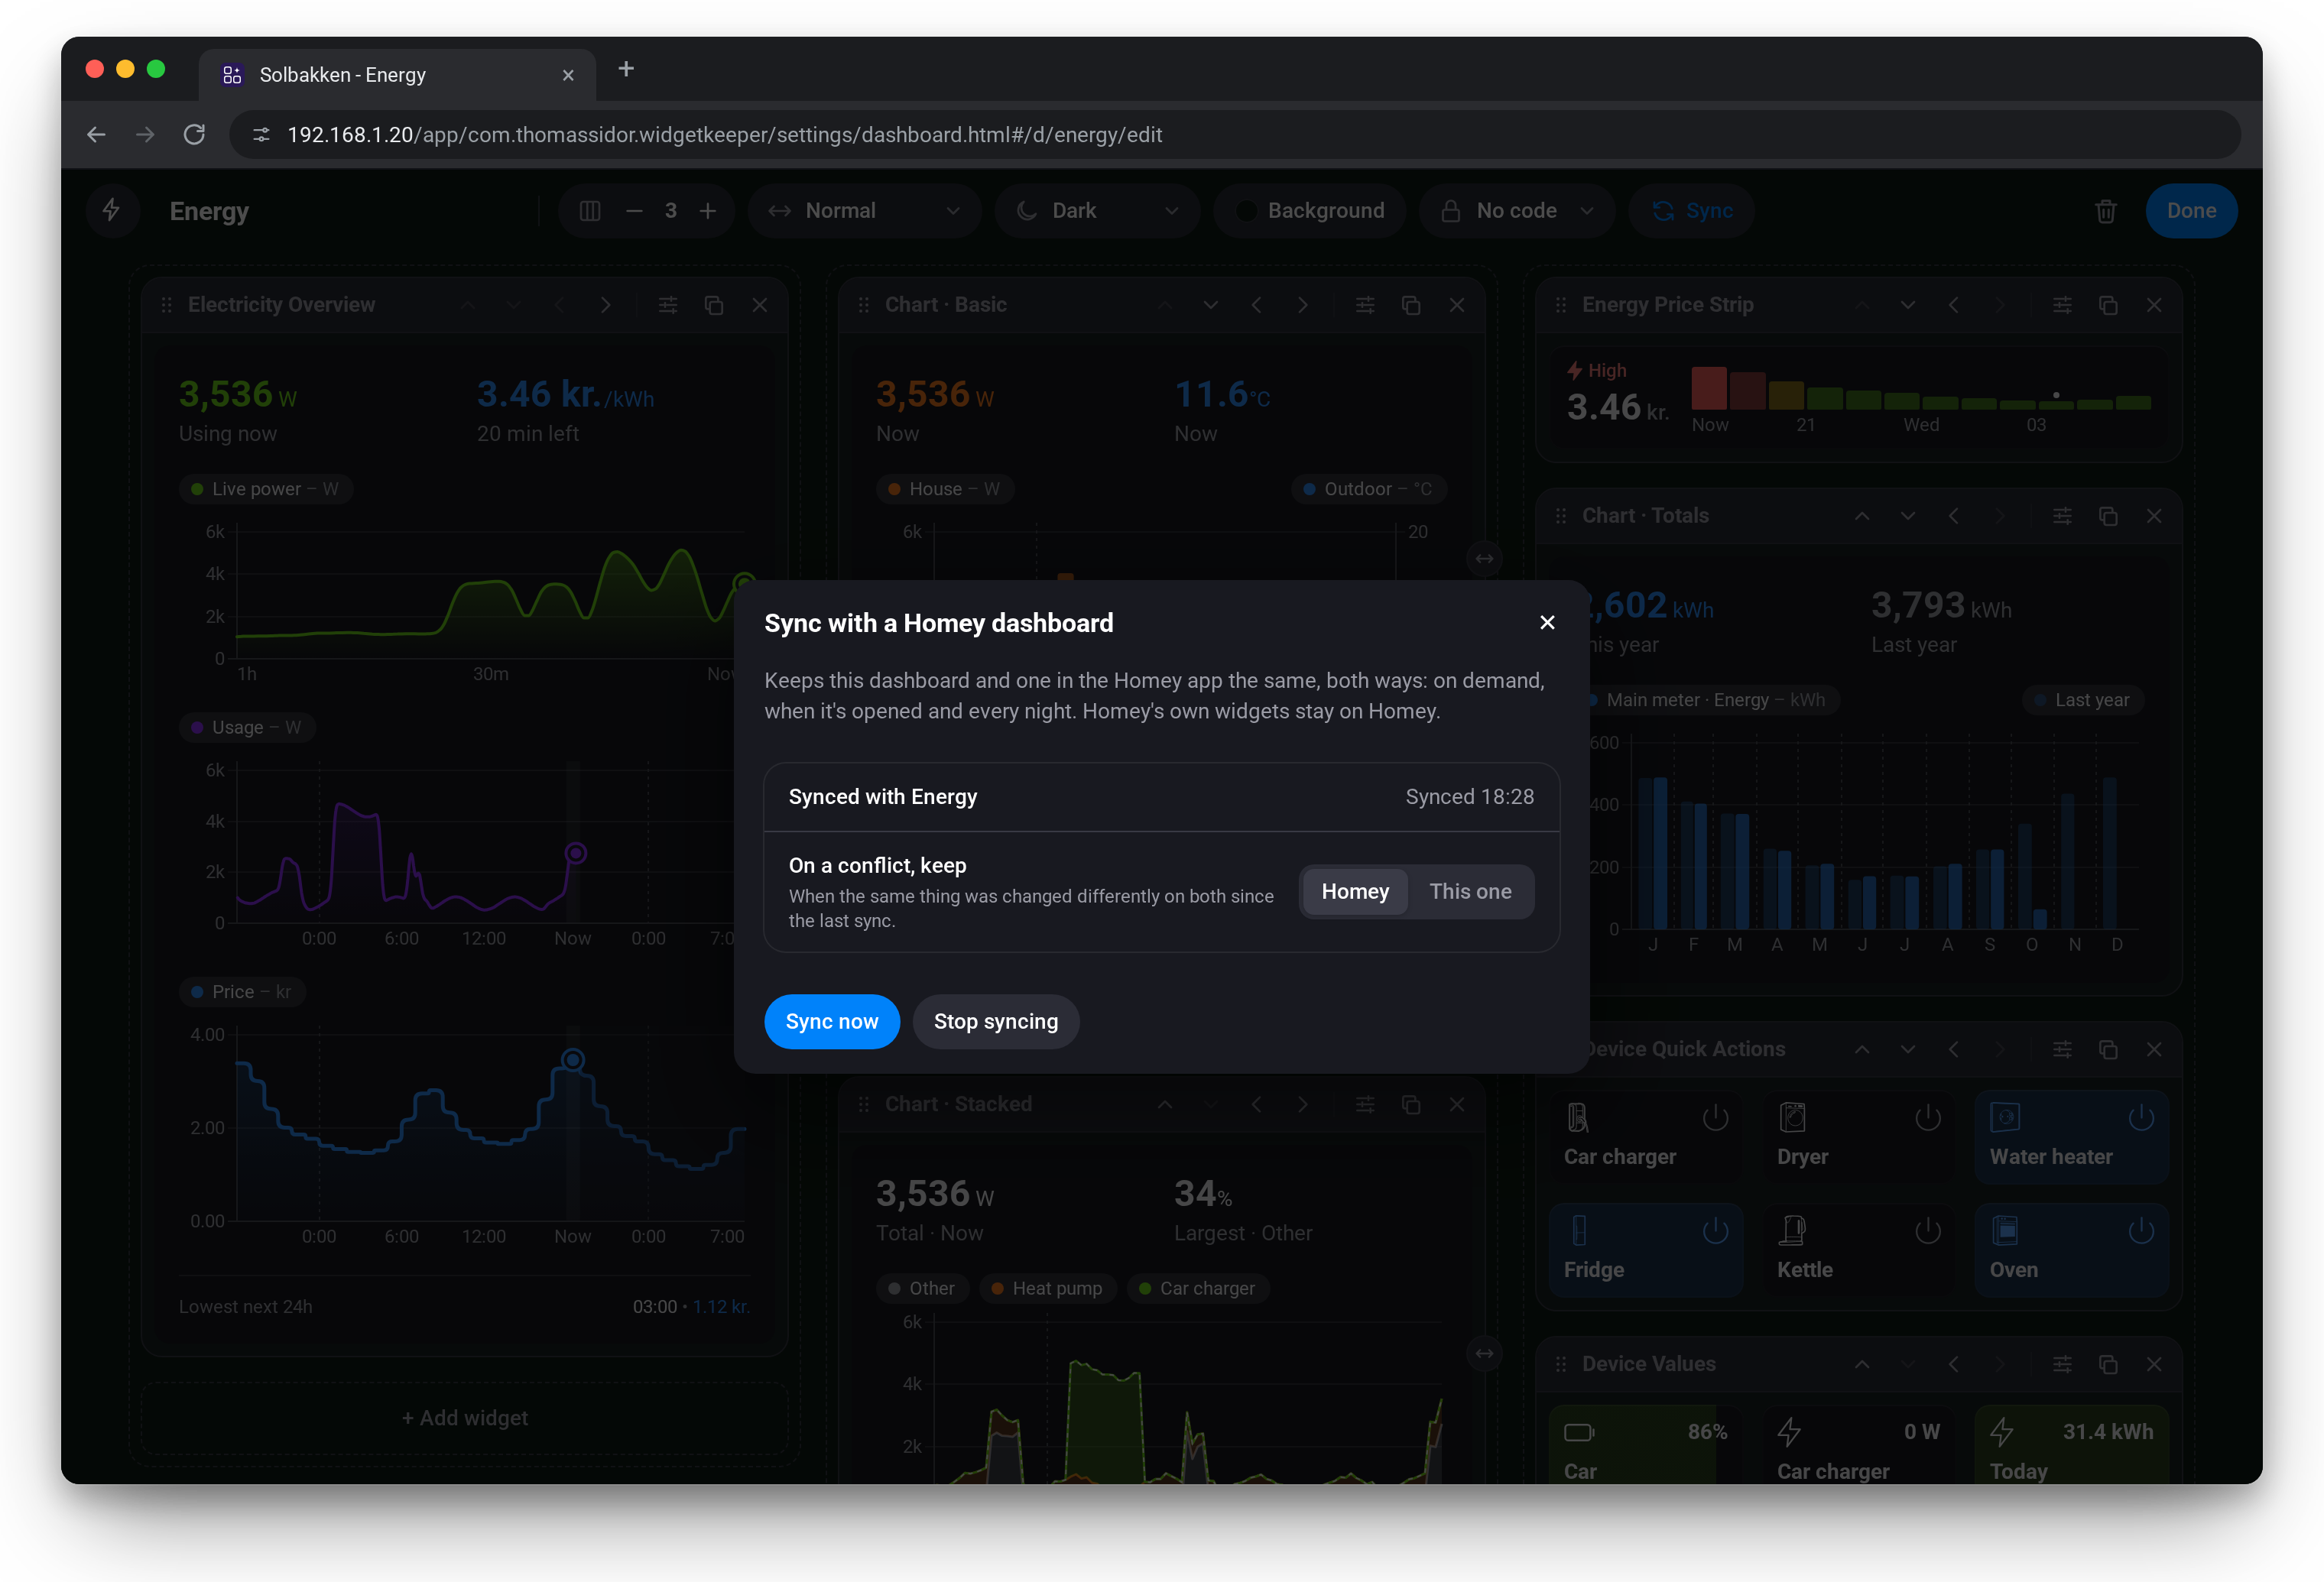 Solbakken - Energy
192.168.1.20/app/com.thomassidor.widgetkeeper/settings/dashboard.html#/d/energy/edit
Energy
3
Normal
Dark
Background
No code
Sync
Done
Electricity Overview
3,536 W
Using now
3.46 kr./kWh
20 min left
Live power – W
6k
4k
2k
0
1h 30m Now
Usage – W
6k
4k
2k
0
0:00 6:00 12:00 Now 0:00
Price – kr
4.00
2.00
0.00
0:00 6:00 12:00 Now 0:00 7:00
Lowest next 24h 03:00 • 1.12 kr.
+ Add widget
Chart · Basic
3,536 W
Now
11.6°C
Now
House – W
Outdoor – °C
6k
20
Sync with a Homey dashboard
Keeps this dashboard and one in the Homey app the same, both ways: on demand,
when it's opened and every night. Homey's own widgets stay on Homey.
Synced with Energy
Synced 18:28
On a conflict, keep
When the same thing was changed differently on both since
the last sync.
Homey
This one
Sync now
Stop syncing
Chart · Stacked
3,536 W
Total · Now
34%
Largest · Other
Other
Heat pump
Car charger
6k
4k
2k
Energy Price Strip
High
3.46 kr.
Now 21 Wed 03
Chart · Totals
,602 kWh
his year
3,793 kWh
Last year
Main meter · Energy – kWh
Last year
600
400
200
0
J F M A M J J A S O N D
Device Quick Actions
Car charger
Dryer
Water heater
Fridge
Kettle
Oven
Device Values
86%
Car
0 W
Car charger
31.4 kWh
Today